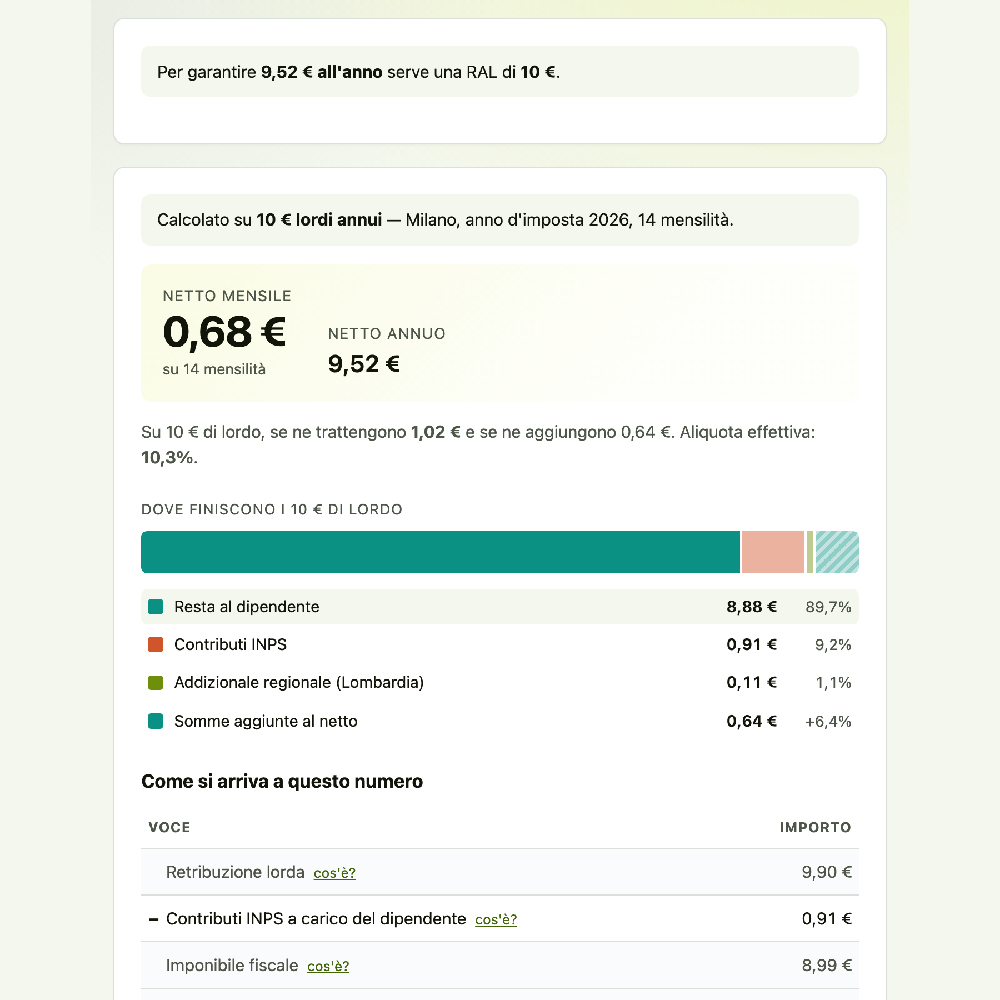 Per garantire 9,52 € all'anno serve una RAL di 10 €.
Calcolato su 10 € lordi annui — Milano, anno d'imposta 2026, 14 mensilità.
NETTO MENSILE
0,68 €
su 14 mensilità
NETTO ANNUO
9,52 €
Su 10 € di lordo, se ne trattengono 1,02 € e se ne aggiungono 0,64 €. Aliquota effettiva:
10,3%.
DOVE FINISCONO I 10 € DI LORDO
Resta al dipendente 8,88 € 89,7%
Contributi INPS 0,91 € 9,2%
Addizionale regionale (Lombardia) 0,11 € 1,1%
Somme aggiunte al netto 0,64 € +6,4%
Come si arriva a questo numero
VOCE IMPORTO
Retribuzione lorda cos'è? 9,90 €
– Contributi INPS a carico del dipendente cos'è? 0,91 €
Imponibile fiscale cos'è? 8,99 €